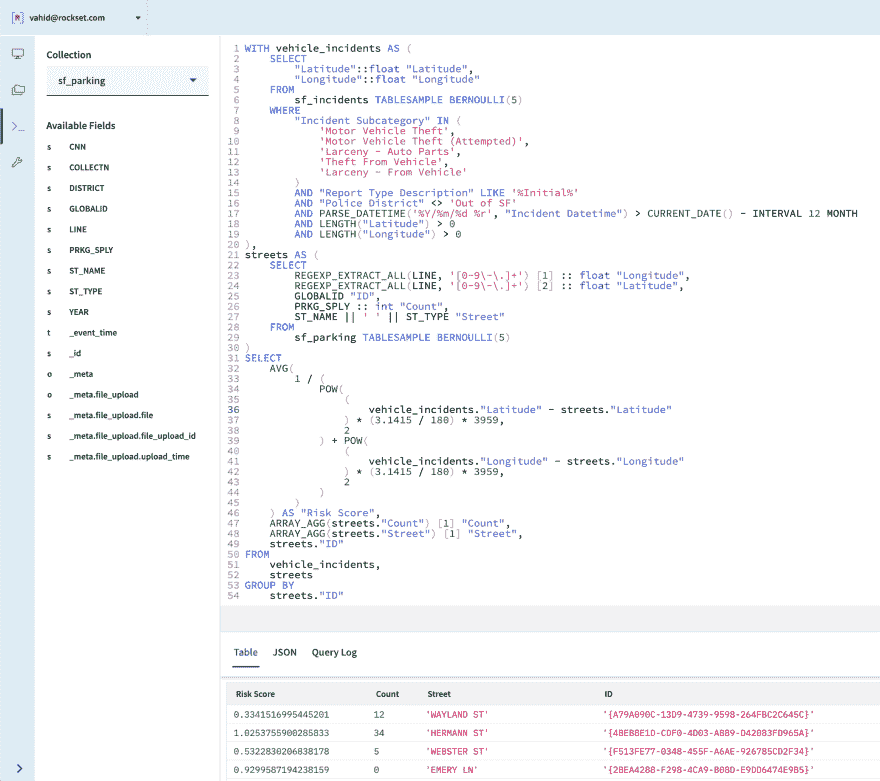 [R] vahid@rockset.com
Collection
sf_parking
Available Fields
s CNN
s COLLECTN
s DISTRICT
s GLOBALID
s LINE
s PRKG_SPLY
s ST_NAME
s ST_TYPE
s YEAR
t _event_time
s _id
o _meta
o _meta.file_upload
s _meta.file_upload.file
s _meta.file_upload.file_upload_id
s _meta.file_upload.upload_time
1 WITH vehicle_incidents AS (
2 SELECT
3 "Latitude"::float "Latitude",
4 "Longitude"::float "Longitude"
5 FROM
6 sf_incidents TABLESAMPLE BERNOULLI(5)
7 WHERE
8 "Incident Subcategory" IN (
9 'Motor Vehicle Theft',
10 'Motor Vehicle Theft (Attempted)',
11 'Larceny - Auto Parts',
12 'Theft From Vehicle',
13 'Larceny - From Vehicle'
14 )
15 AND "Report Type Description" LIKE '%Initial%'
16 AND "Police District" <> 'Out of SF'
17 AND PARSE_DATETIME('%Y/%m/%d %r', "Incident Datetime") > CURRENT_DATE() - INTERVAL 12 MONTH
18 AND LENGTH("Latitude") > 0
19 AND LENGTH("Longitude") > 0
20 ),
21 streets AS (
22 SELECT
23 REGEXP_EXTRACT_ALL(LINE, '[0-9\-\.]+') [1] :: float "Longitude",
24 REGEXP_EXTRACT_ALL(LINE, '[0-9\-\.]+') [2] :: float "Latitude",
25 GLOBALID "ID",
26 PRKG_SPLY :: int "Count",
27 ST_NAME || ' ' || ST_TYPE "Street"
28 FROM
29 sf_parking TABLESAMPLE BERNOULLI(5)
30 )
31 SELECT
32 AVG(
33 1 / (
34 POW(
35 (
36 vehicle_incidents."Latitude" - streets."Latitude"
37 ) * (3.1415 / 180) * 3959,
38 2
39 ) + POW(
40 (
41 vehicle_incidents."Longitude" - streets."Longitude"
42 ) * (3.1415 / 180) * 3959,
43 2
44 )
45 )
46 ) AS "Risk Score",
47 ARRAY_AGG(streets."Count") [1] "Count",
48 ARRAY_AGG(streets."Street") [1] "Street",
49 streets."ID"
50 FROM
51 vehicle_incidents,
52 streets
53 GROUP BY
54 streets."ID"
Table JSON Query Log
Risk Score Count Street ID
0.3341516995445201 12 'WAYLAND ST' '{A79A090C-13D9-4739-9598-264FBC2C645C}'
1.0253755900285833 34 'HERMANN ST' '{4BEB8E1D-CDF0-4D03-AB89-D42083FD965A}'
0.5322830206838178 5 'WEBSTER ST' '{F513FE77-0348-455F-A6AE-926785CD2F34}'
0.9299587194238159 0 'EMERY LN' '{2BEA4288-F298-4CA9-B08D-E9DD6474E9B5}'